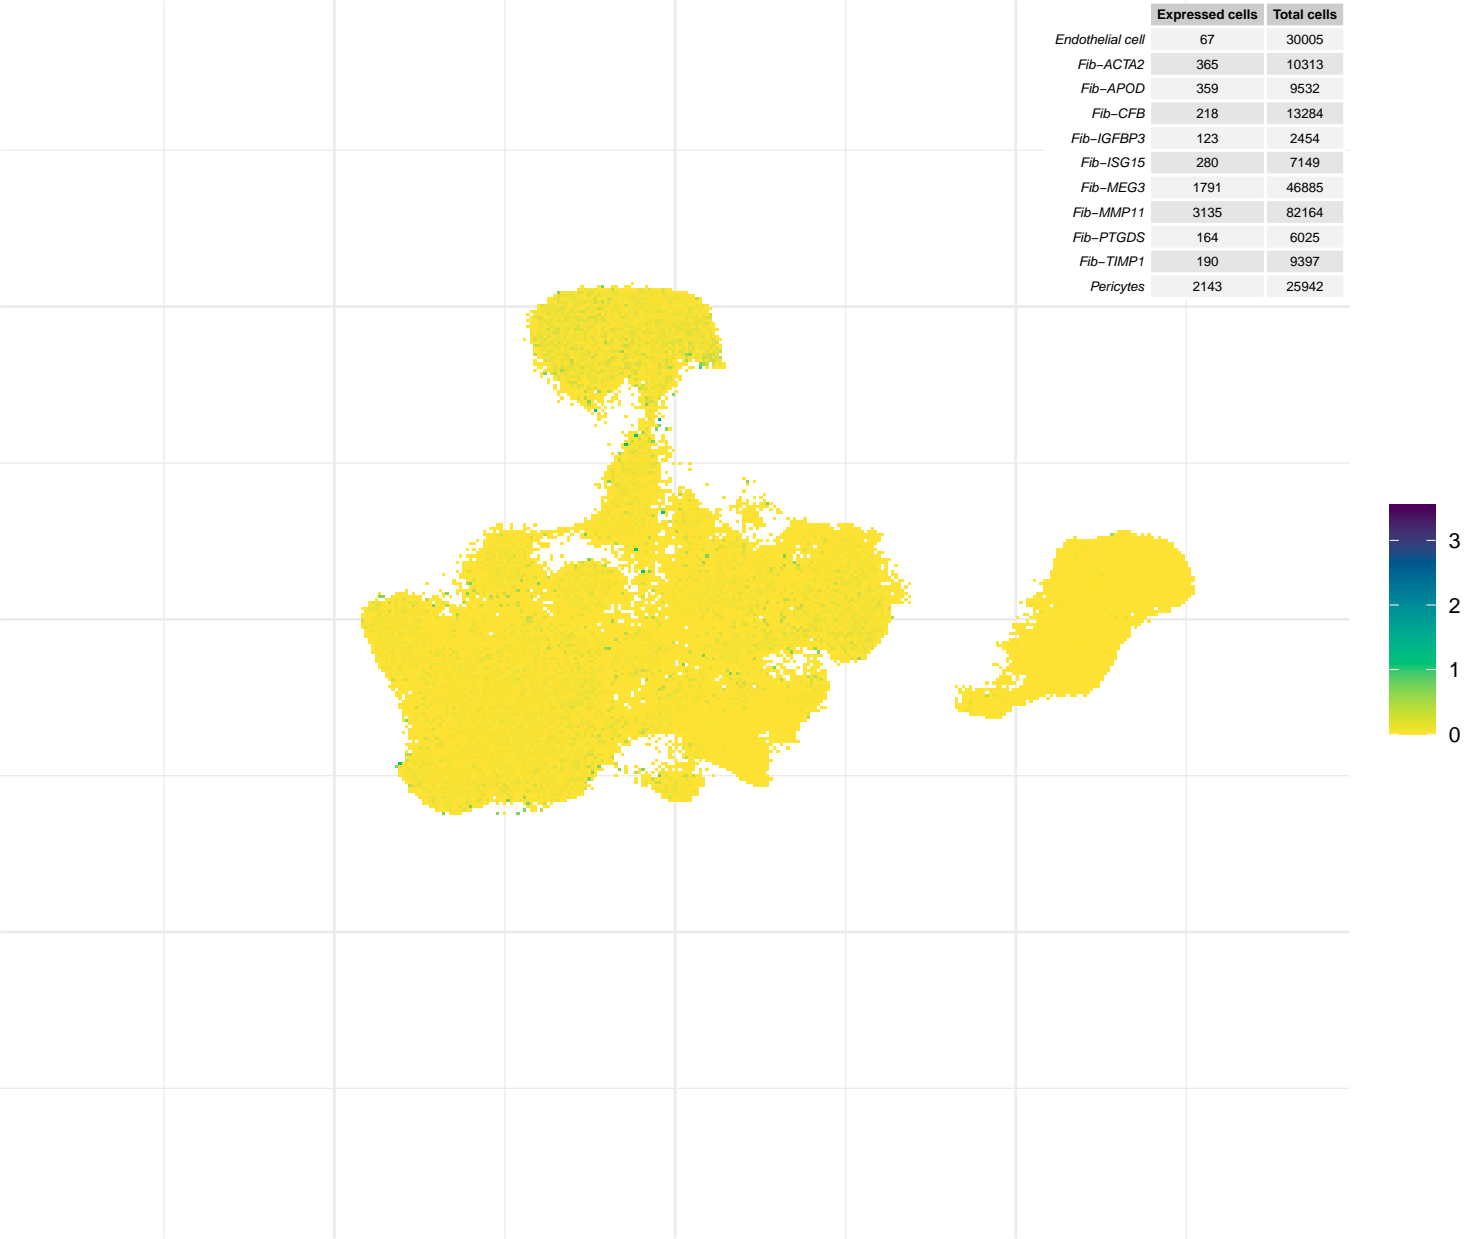 Expressed cells Total cells
Endothelial cell 67 30005
Fib−ACTA2 365 10313
Fib−APOD 359 9532
Fib−CFB 218 13284
Fib−IGFBP3 123 2454
Fib−ISG15 280 7149
Fib−MEG3 1791 46885
Fib−MMP11 3135 82164
Fib−PTGDS 164 6025
Fib−TIMP1 190 9397
Pericytes 2143 25942
3
2
1
0